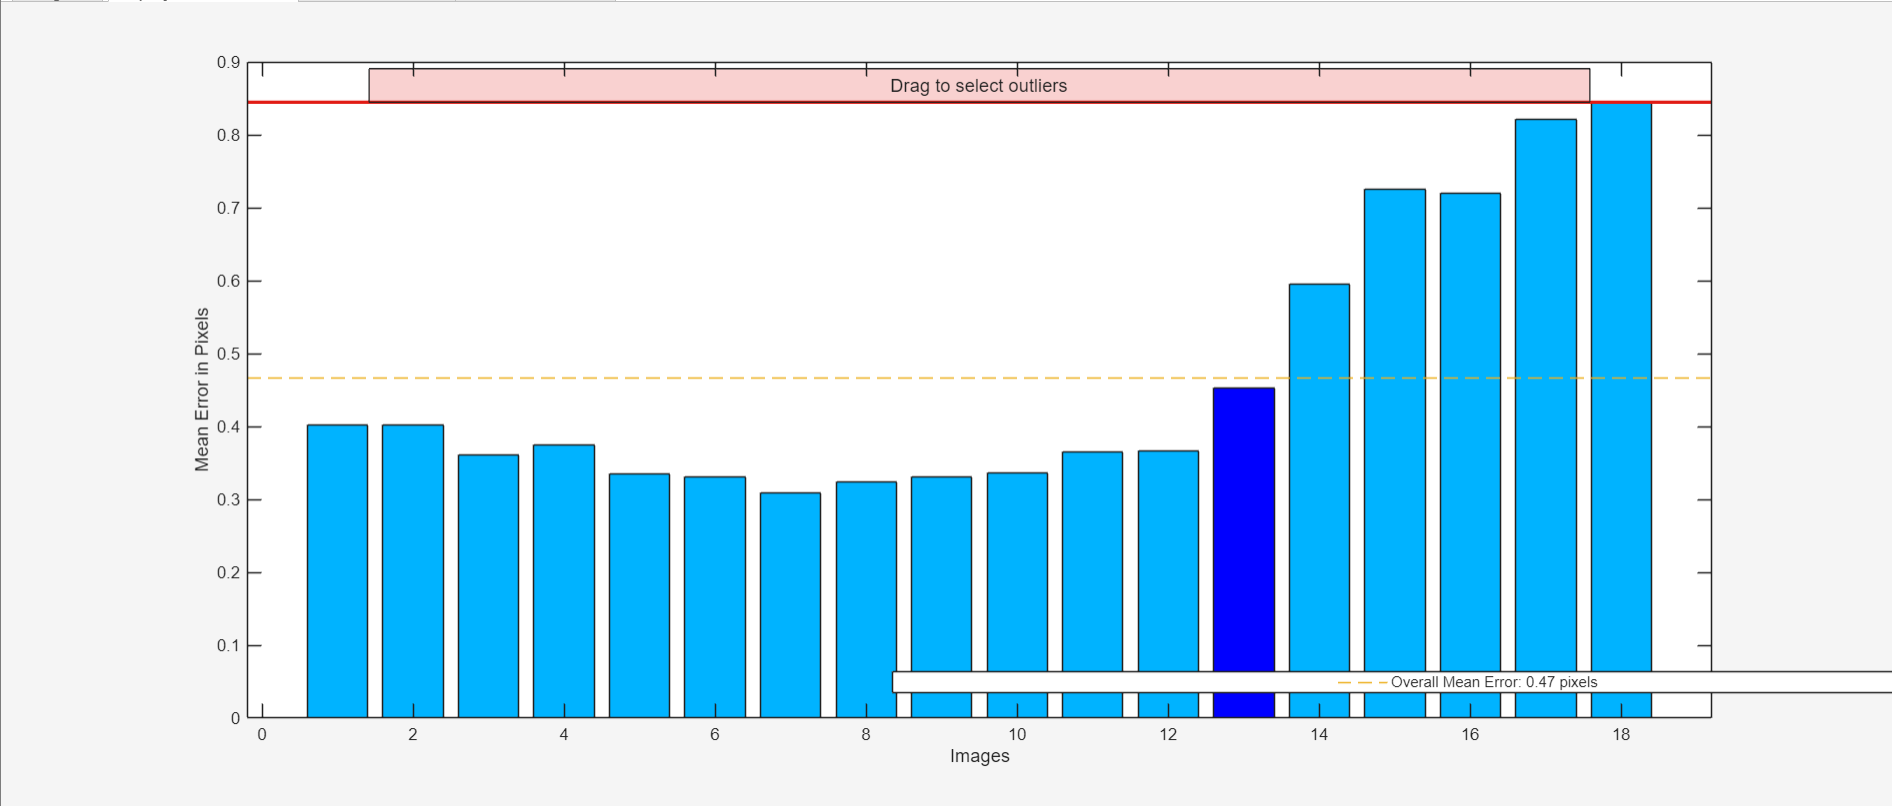 0.9
Drag to select outliers
0.8
0.7
0.6
0.5
0.4
0.3
0.2
0.1
0
Mean Error in Pixels
Overall Mean Error: 0.47 pixels
0 2 4 6 8 10 12 14 16 18
Images